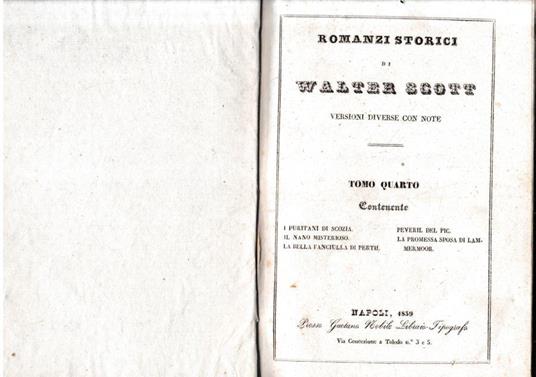 ROMANZI STORICI
DI
WALTER SCOTT
VERSIONI DIVERSE CON NOTE
TOMO QUARTO
Contenente
I PURITANI DI SCOZIA.
IL NANO MISTERIOSO.
LA BELLA FANCIULLA DI PERTH.
PEVERIL DEL PIC.
LA PROMESSA SPOSA DI LAM-
MERMOOR.
NAPOLI, 1839
Presso Gaetano Nobile Libraio-Tipografo
Via Concezione a Toledo n.° 3 e 5.